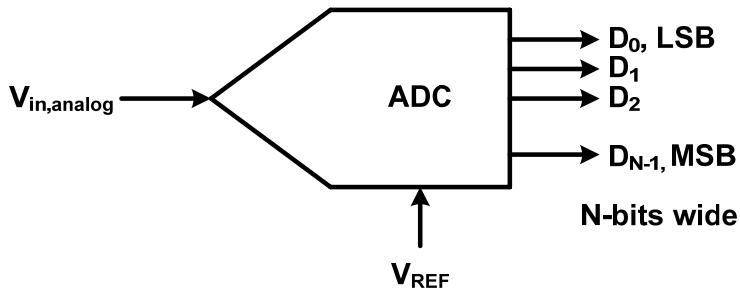 D0, LSB
D1
Vin,analog
ADC
D2
DN-1, MSB
N-bits wide
VREF